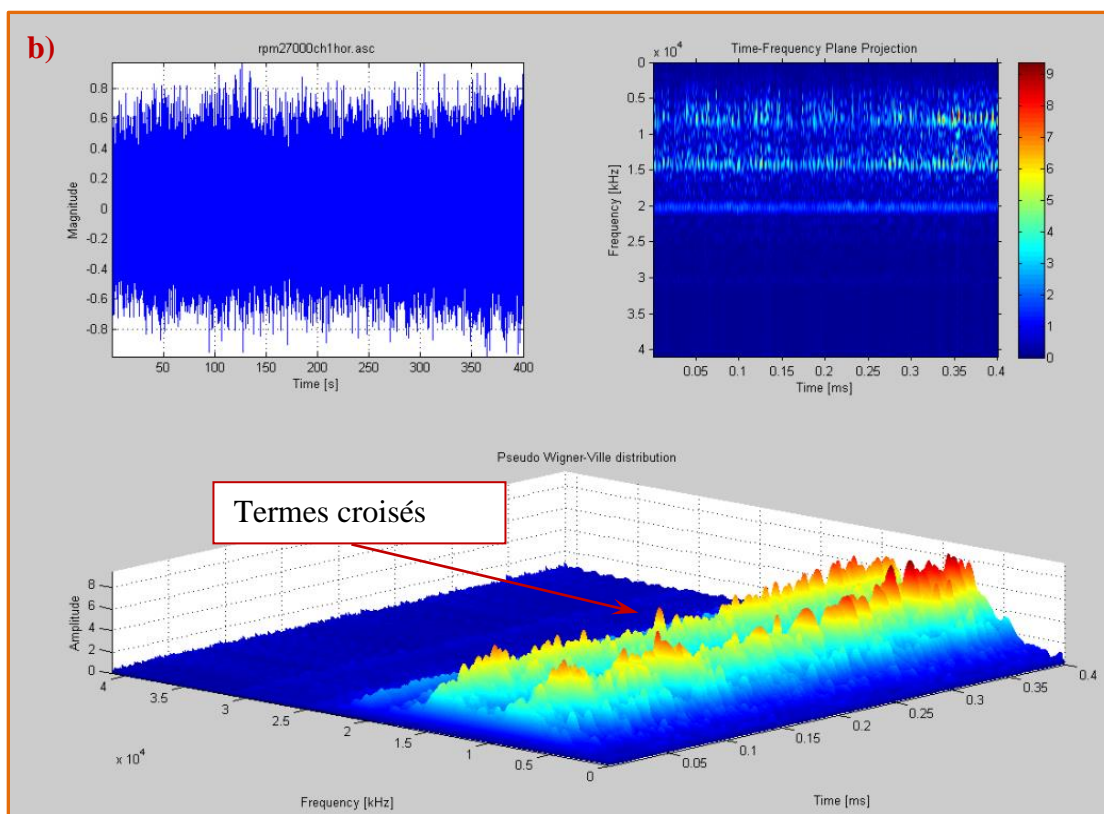 b)
rpm27000ch1hor.asc
0.8
0.6
0.4
0.2
0
-0.2
-0.4
-0.6
-0.8
Magnitude
50 100 150 200 250 300 350 400
Time [s]
Time-Frequency Plane Projection
x 10^4
0
0.5
1
1.5
2
2.5
3
3.5
4
Frequency [kHz]
0.05 0.1 0.15 0.2 0.25 0.3 0.35 0.4
Time [ms]
9
8
7
6
5
4
3
2
1
0
Pseudo Wigner-Ville distribution
Termes croisés
8
6
4
2
0
Amplitude
4 3.5 3 2.5 2 1.5 1 0.5 0
x 10^4
Frequency [kHz]
0.05 0.1 0.15 0.2 0.25 0.3 0.35 0.4
Time [ms]